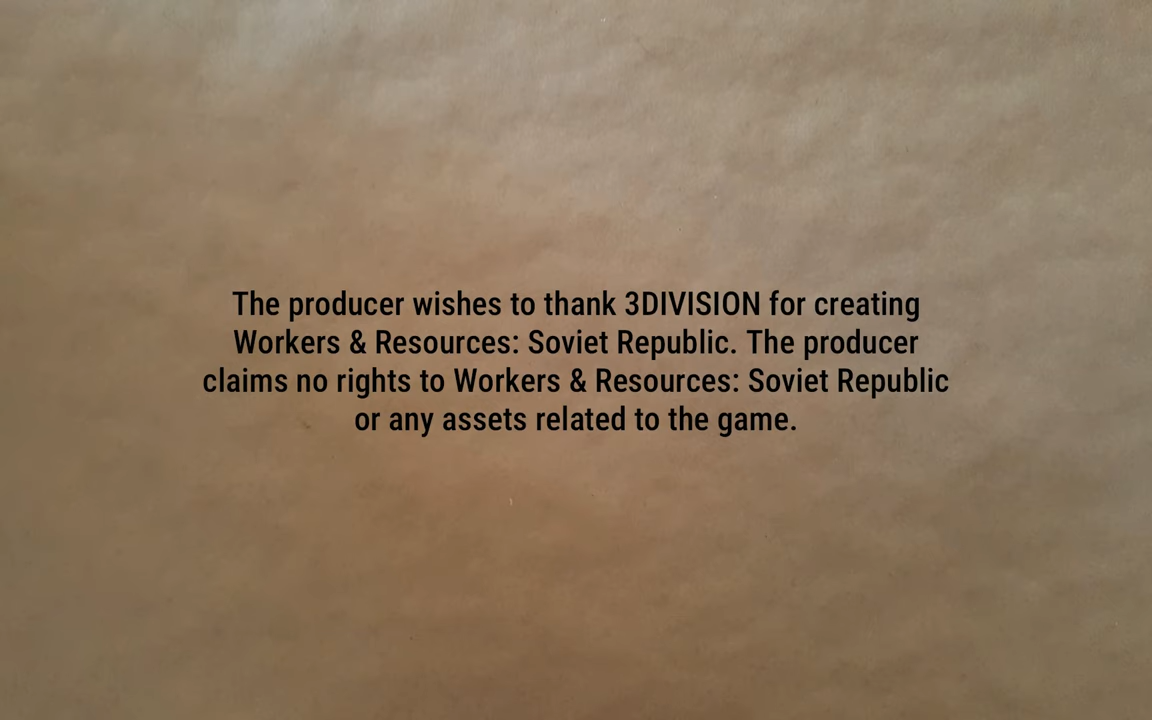 The producer wishes to thank 3DIVISION for creating
Workers & Resources: Soviet Republic. The producer
claims no rights to Workers & Resources: Soviet Republic
or any assets related to the game.